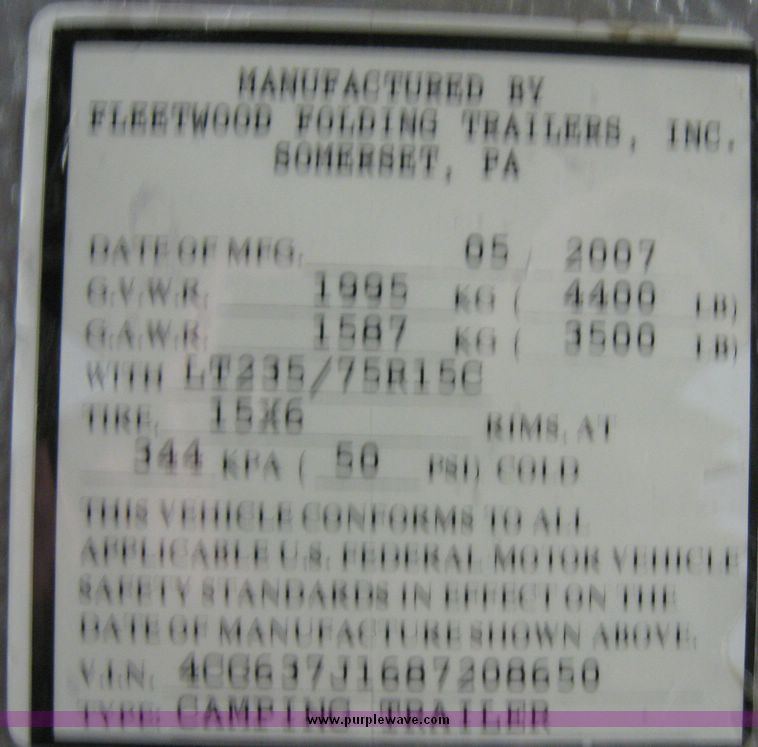 MANUFACTURED BY
FLEETWOOD FOLDING TRAILERS, INC.
SOMERSET, PA
DATE OF MFG. 05 / 2007
G.V.W.R. 1995 KG ( 4400 LB)
G.A.W.R. 1587 KG ( 3500 LB)
WITH LT235/75R15C
TIRE, 15X6 RIMS, AT
344 KPA ( 50 PSI) COLD
THIS VEHICLE CONFORMS TO ALL
APPLICABLE U.S. FEDERAL MOTOR VEHICLE
SAFETY STANDARDS IN EFFECT ON THE
DATE OF MANUFACTURE SHOWN ABOVE.
V.I.N. 4CC637J1687208650
TYPE: CAMPING TRAILER
www.purplewave.com